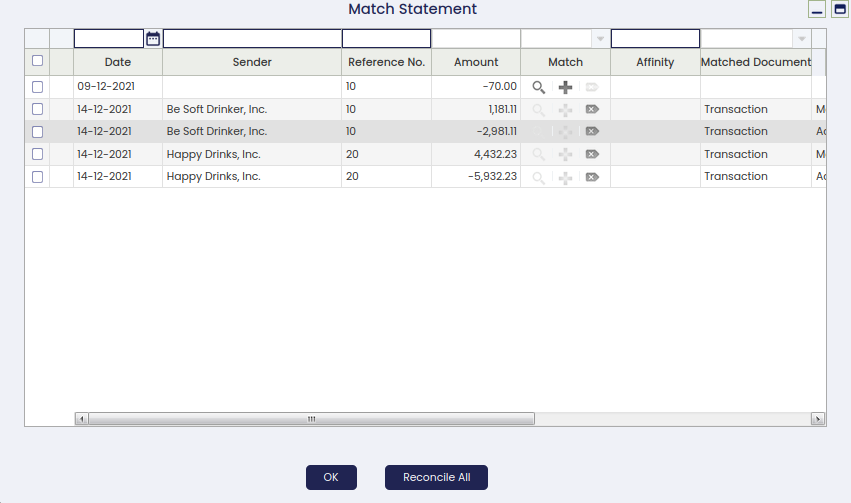 Match Statement
Date Sender Reference No. Amount Match Affinity Matched Document
09-12-2021 10 -70.00
14-12-2021 Be Soft Drinker, Inc. 10 1,181.11 Transaction M
14-12-2021 Be Soft Drinker, Inc. 10 -2,981.11 Transaction Ac
14-12-2021 Happy Drinks, Inc. 20 4,432.23 Transaction M
14-12-2021 Happy Drinks, Inc. 20 -5,932.23 Transaction Ac
OK Reconcile All